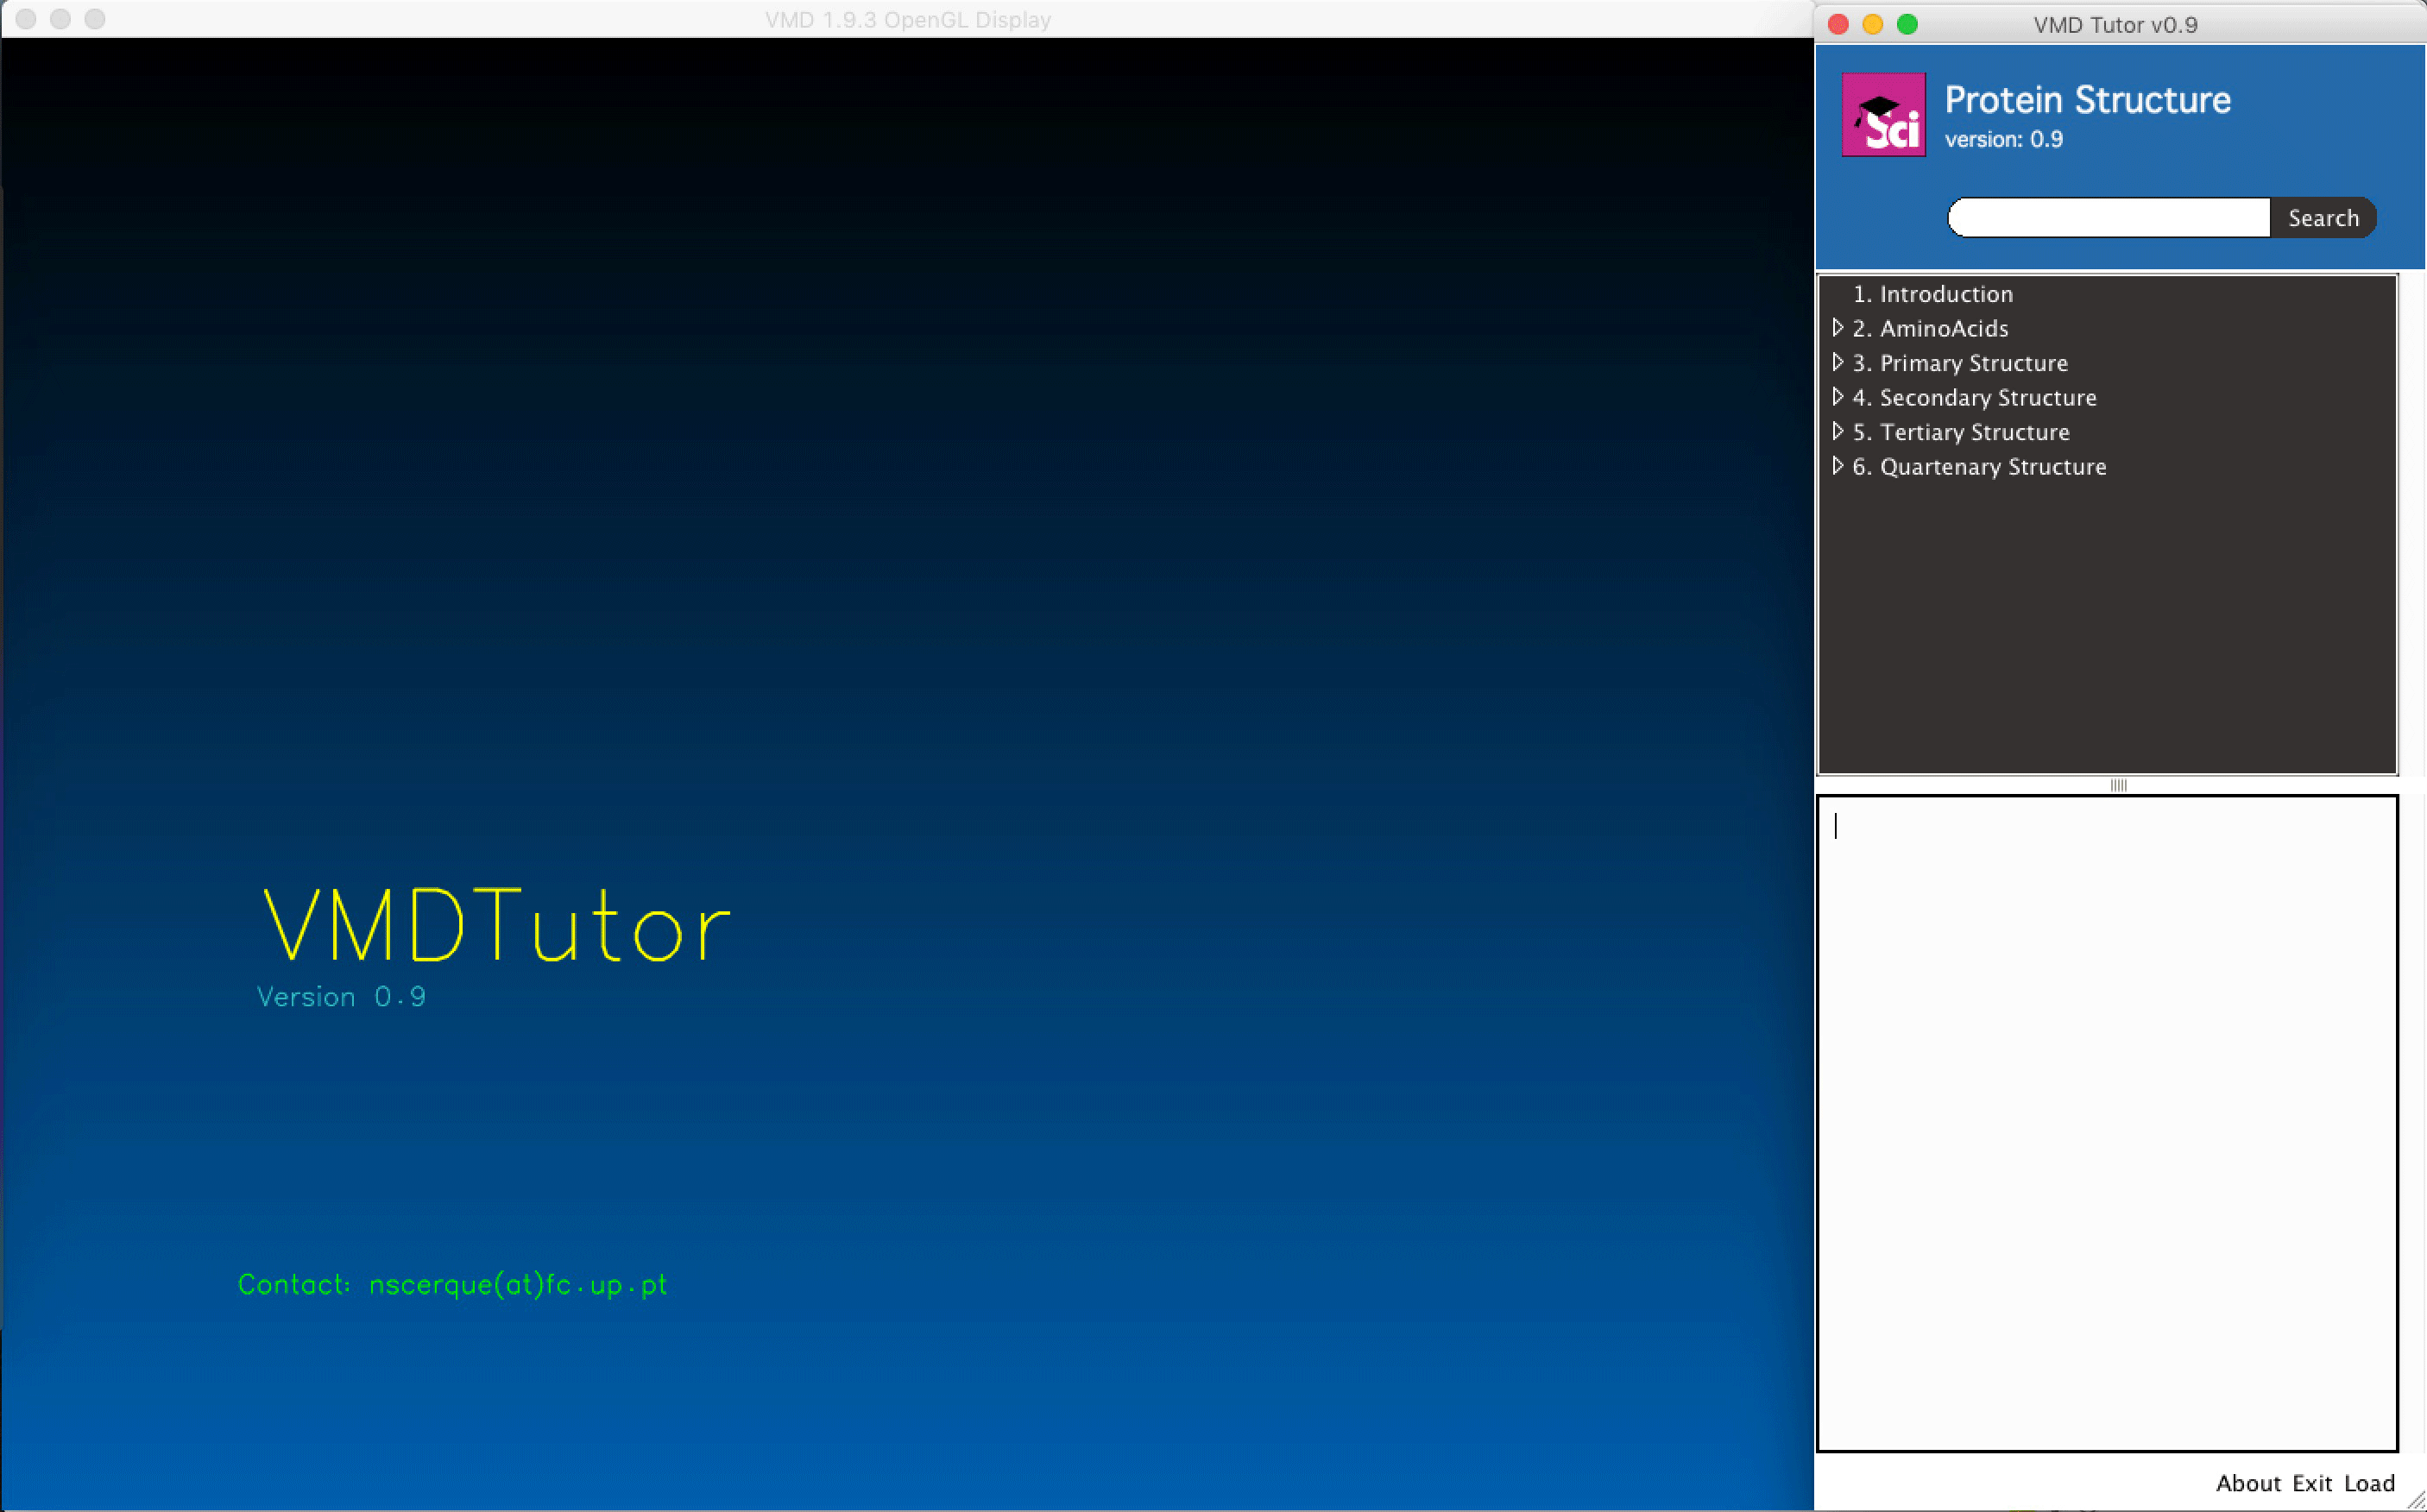 VMD 1.9.3 OpenGL Display
VMDTutor
Version 0.9
Contact: nscerque(at)fc.up.pt
VMD Tutor v0.9
Sci
Protein Structure
version: 0.9
Search
1. Introduction
2. AminoAcids
3. Primary Structure
4. Secondary Structure
5. Tertiary Structure
6. Quartenary Structure
About Exit Load